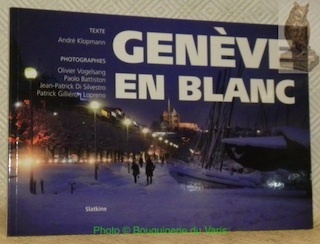 TEXTE
André Klopmann
GENÈVE
EN BLANC
PHOTOGRAPHES
Olivier Vogelsang
Paolo Battiston
Jean-Patrick Di Silvestro
Patrick Gilliéron Lopreno
Slatkine
Photo © Bouquinerie du Varis